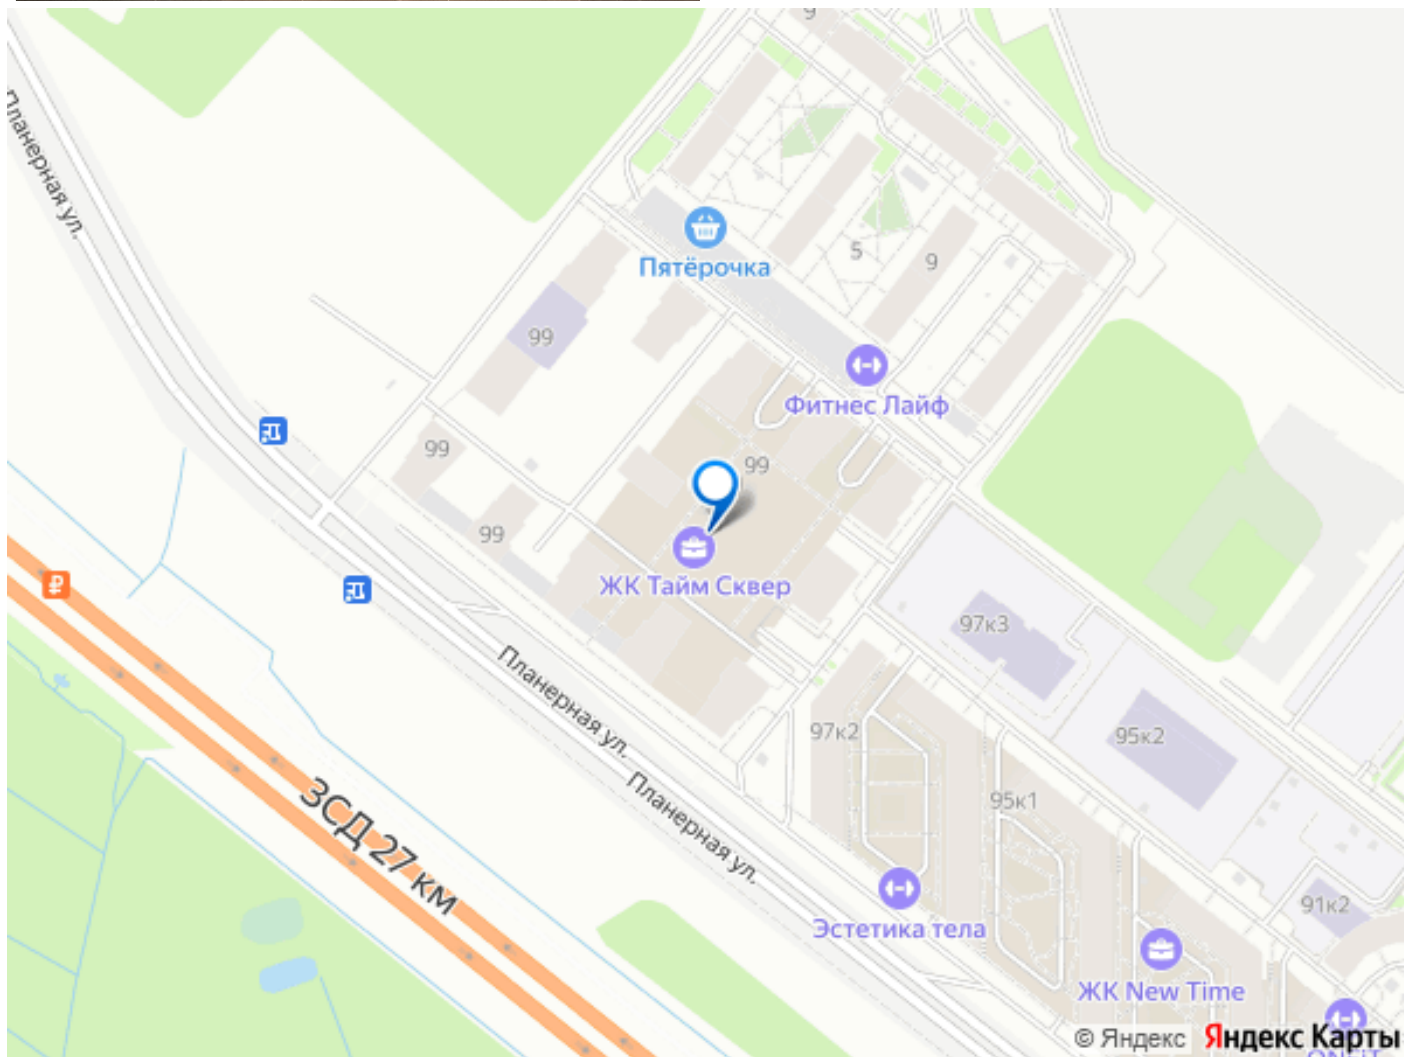 9
Планерная ул.
Пятёрочка
5
9
99
Фитнес Лайф
99
99
99
ЖК Тайм Сквер
97к3
Планерная ул.
97к2
95к2
Планерная ул.
95к1
ЗСД 27 км
91к2
Эстетика тела
ЖК New Time
© Яндекс Яндекс Карты